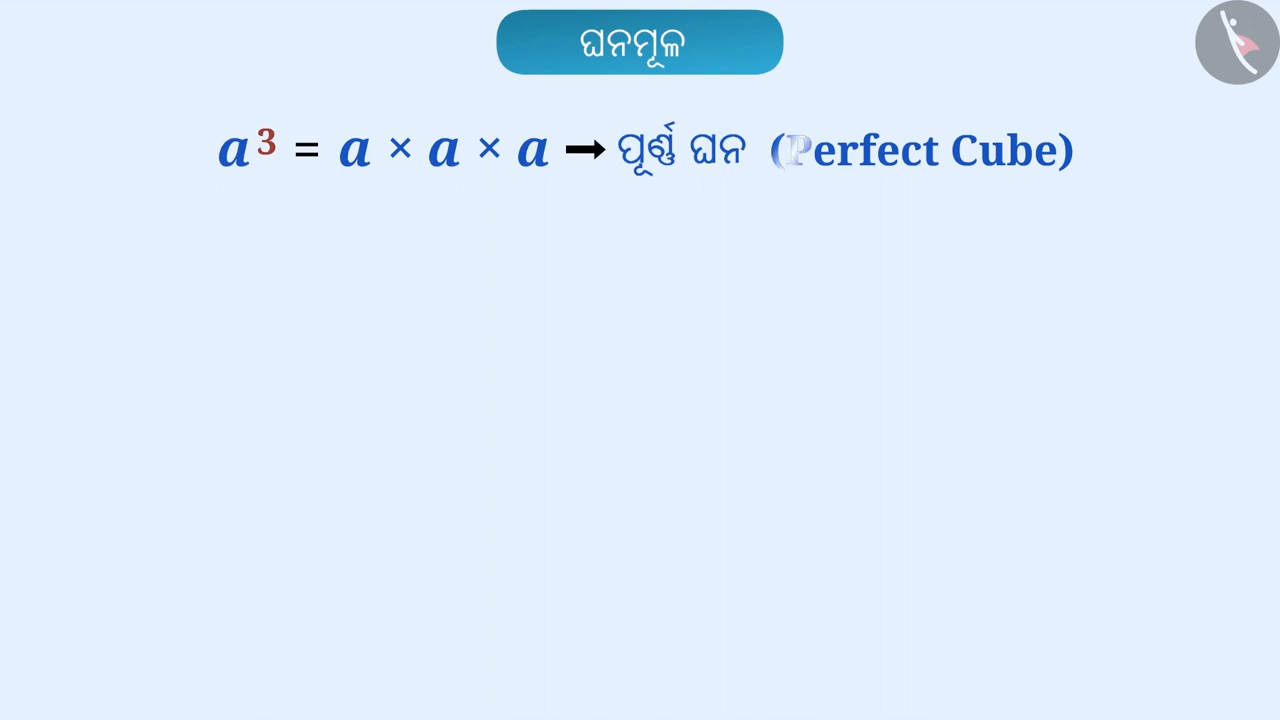 ଘନମୂଳ
a³ = a × a × a → ପୂର୍ଣ୍ଣ ଘନ (Perfect Cube)